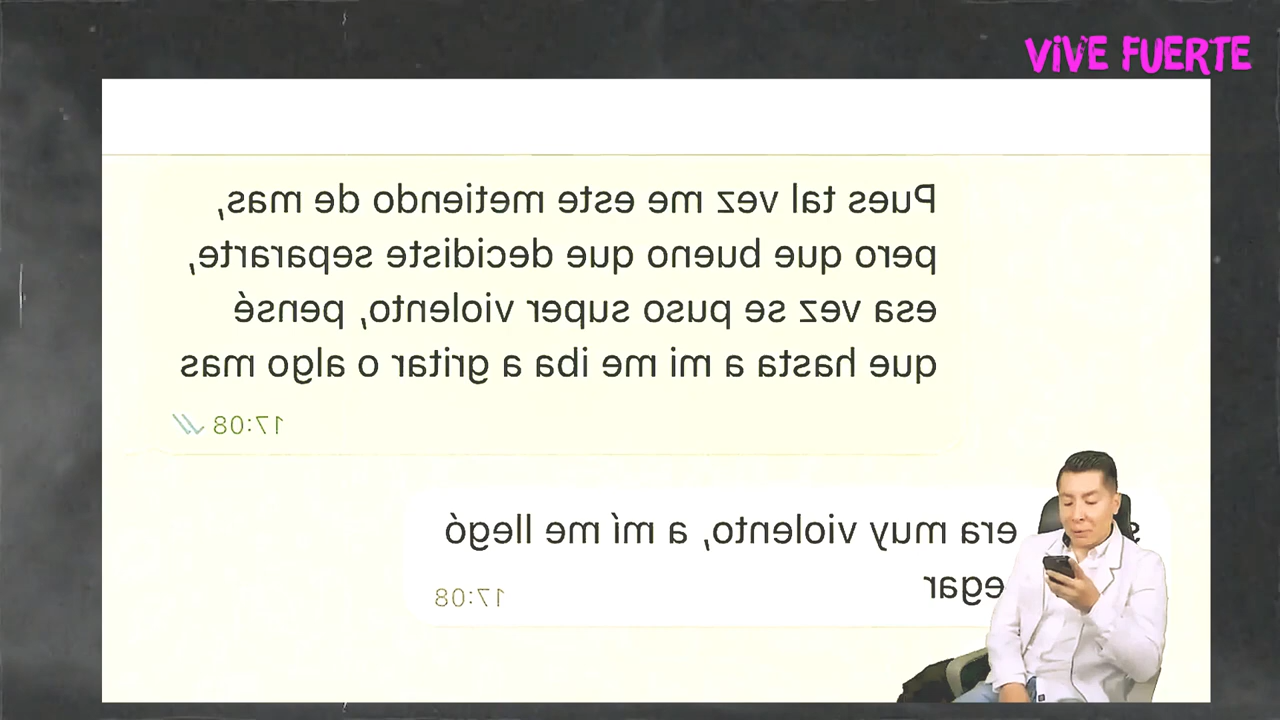 VIVE FUERTE
Pues tal vez me este metiendo de mas,
pero que bueno que decidiste separarte,
esa vez se puso super violento, pensé
que hasta a mi me iba a gritar o algo mas
17:08
era muy violento, a mí me llegó
17:08